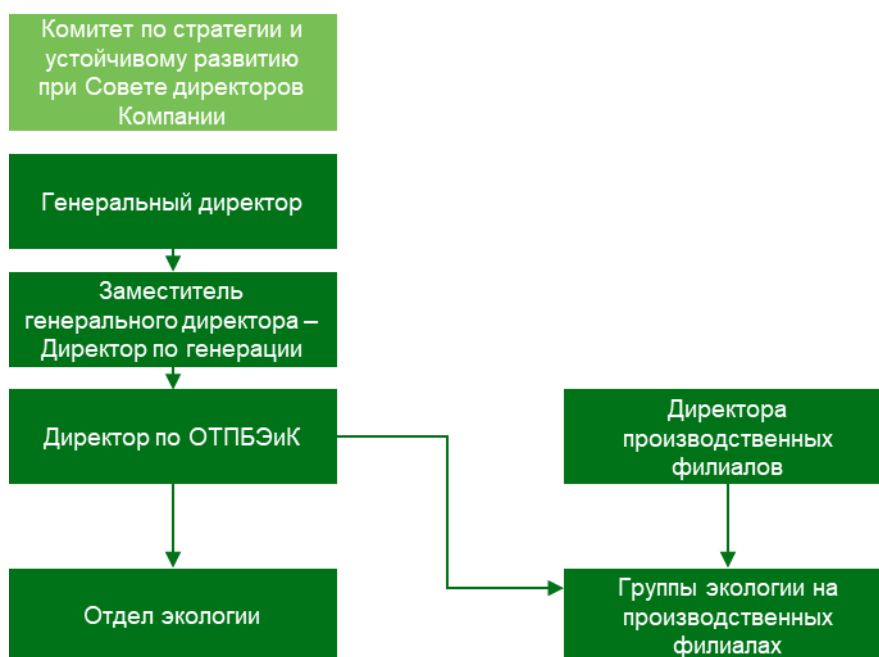 Комитет по стратегии и
устойчивому развитию
при Совете директоров
Компании
Генеральный директор
Заместитель
генерального директора –
Директор по генерации
Директор по ОТПБЭиК
Директора
производственных
филиалов
Отдел экологии
Группы экологии на
производственных
филиалах